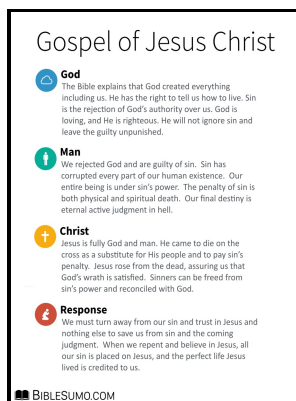 Gospel of Jesus Christ
God
The Bible explains that God created everything
including us. He has the right to tell us how to live. Sin
is the rejection of God's authority over us. God is
loving, and He is righteous. He will not ignore sin and
leave the guilty unpunished.
Man
We rejected God and are guilty of sin. Sin has
corrupted every part of our human existence. Our
entire being is under sin's power. The penalty of sin is
both physical and spiritual death. Our final destiny is
eternal active judgment in hell.
Christ
Jesus is fully God and man. He came to die on the
cross as a substitute for His people and to pay sin's
penalty. Jesus rose from the dead, assuring us that
God's wrath is satisfied. Sinners can be freed from
sin's power and reconciled with God.
Response
We must turn away from our sin and trust in Jesus and
nothing else to save us from sin and the coming
judgment. When we repent and believe in Jesus, all
our sin is placed on Jesus, and the perfect life Jesus
lived is credited to us.
BIBLESUMO.COM